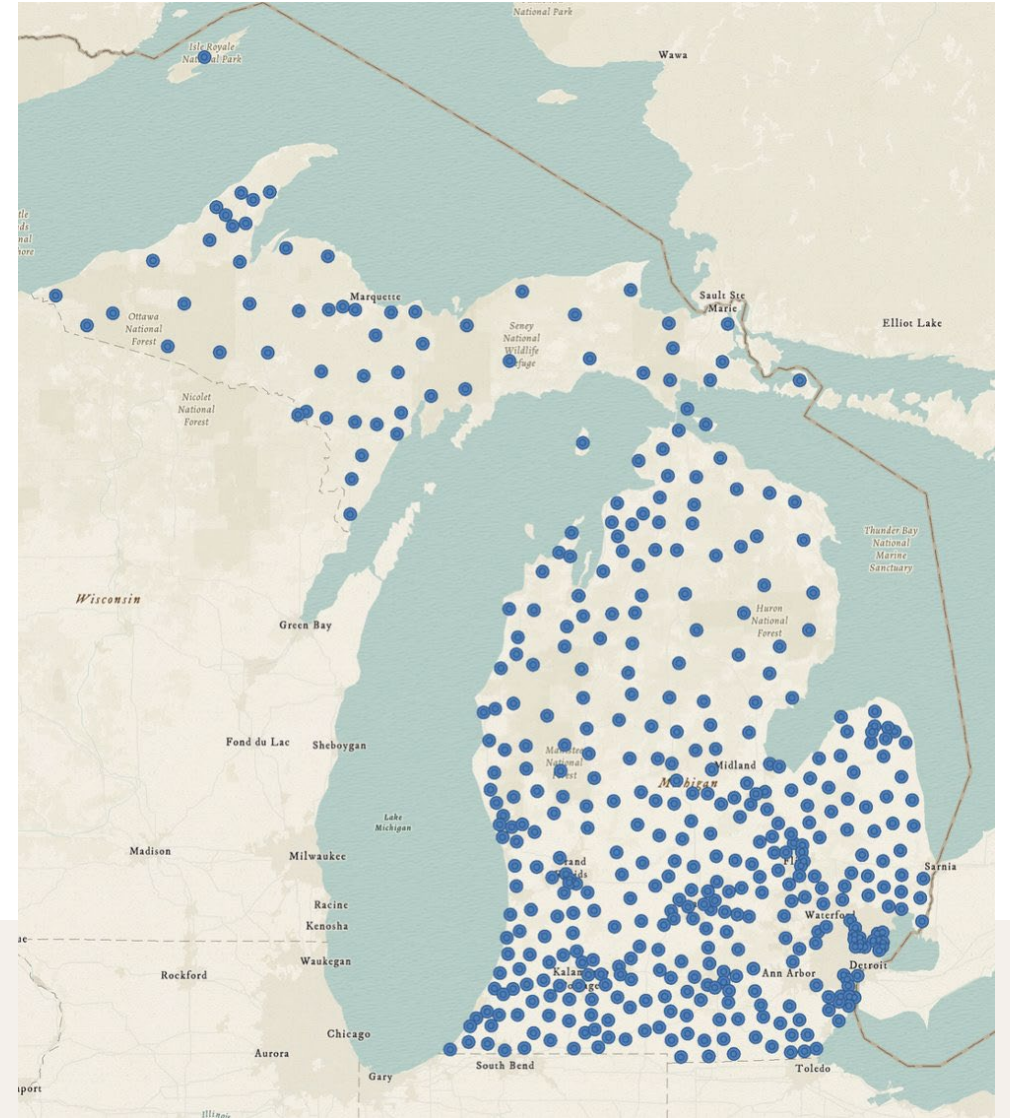 National Park
Isle Royale
National Park
Wawa
Marquette
Sault Ste
Marie
Elliot Lake
Ottawa
National
Forest
Seney
National
Wildlife
Nicolet
National
Forest
Thunder Bay
National
Marine
Sanctuary
Wisconsin
Huron
National
Forest
Green Bay
Fond du Lac
Sheboygan
National
Midland
Michigan
Lake
Michigan
Madison
Milwaukee
Sarnia
Racine
Waterford
Kenosha
Waukegan
Detroit
Rockford
Ann Arbor
Chicago
Aurora
South Bend
Toledo
Gary
Illinois